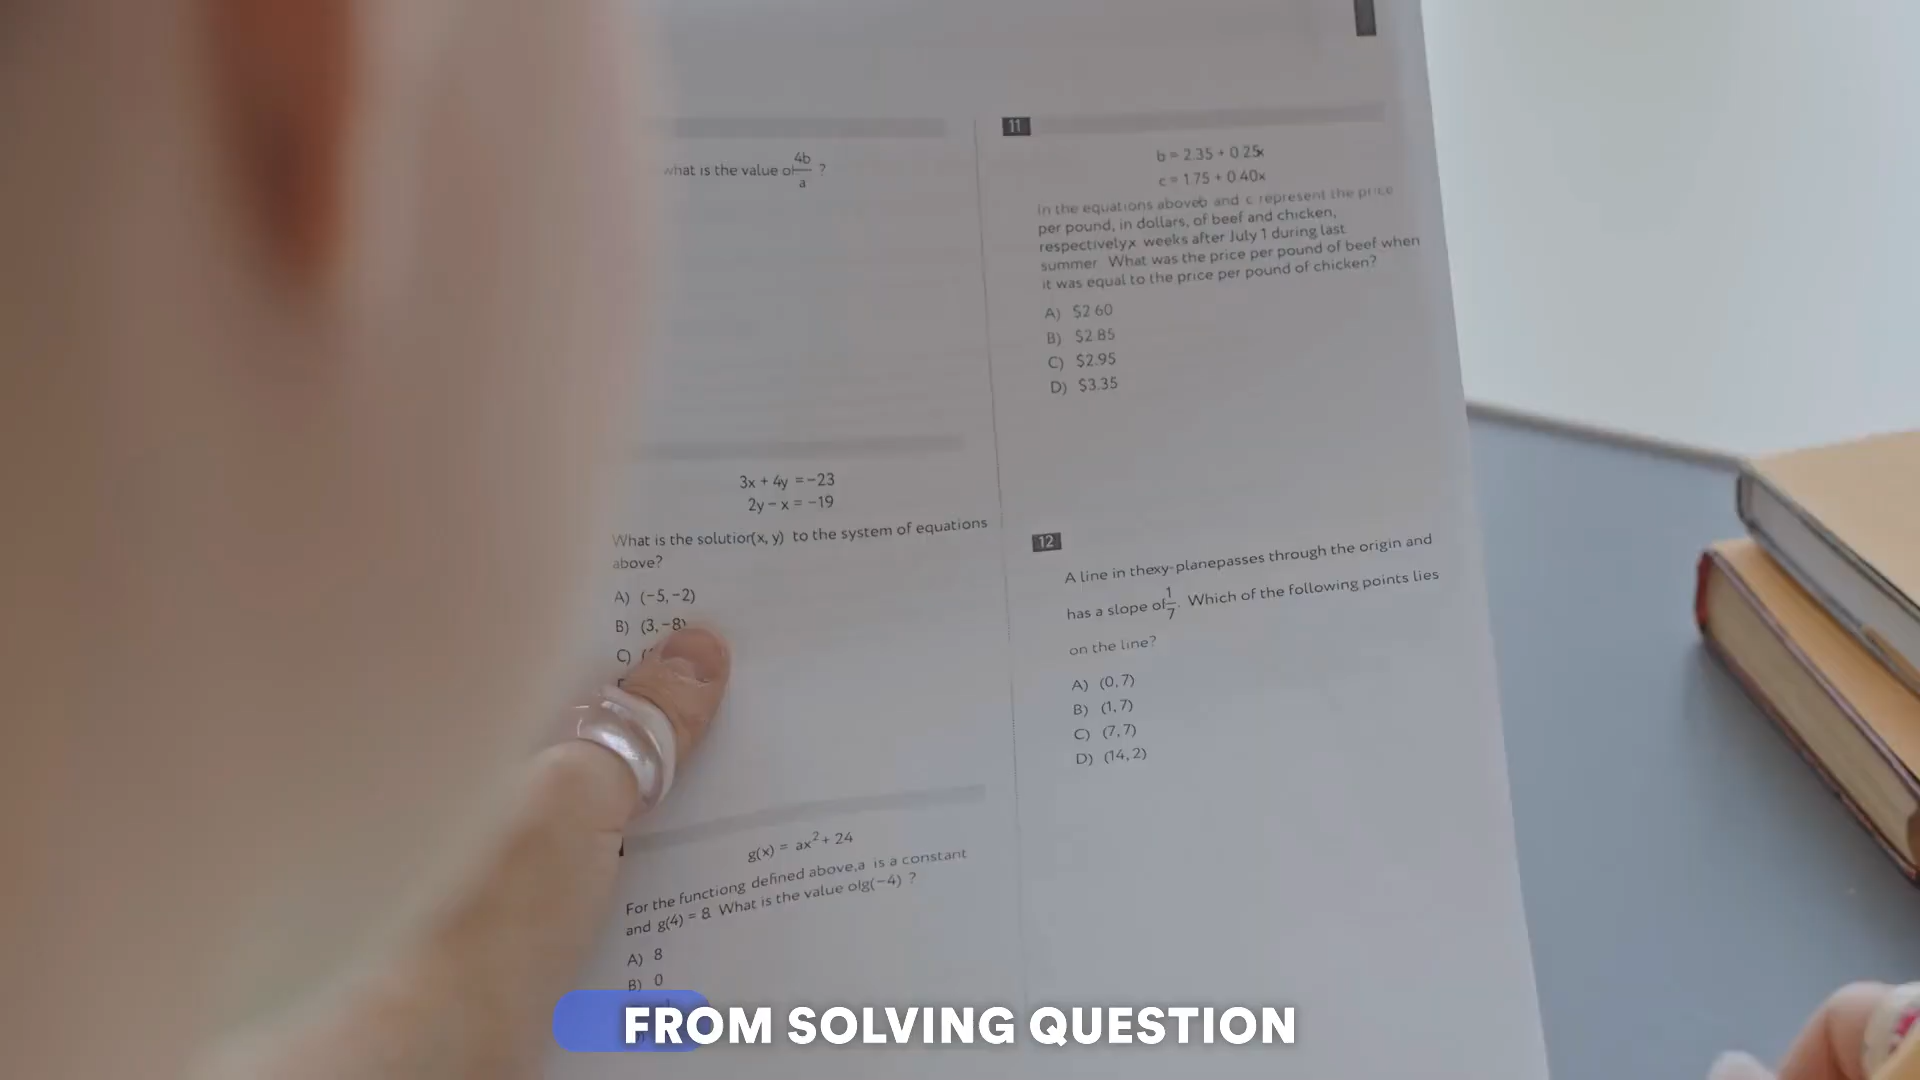 what is the value of 4b/a ?
3x + 4y = −23
2y − x = −19
What is the solution(x, y) to the system of equations
above?
A) (−5, −2)
B) (3, −8)
C)
g(x) = ax² + 24
For the functiong defined above,a is a constant
and g(4) = 8. What is the value of g(−4) ?
A) 8
B) 0
11
b = 2.35 + 0.25x
c = 1.75 + 0.40x
In the equations aboveb and c represent the price
per pound, in dollars, of beef and chicken,
respectivelyx weeks after July 1 during last
summer. What was the price per pound of beef when
it was equal to the price per pound of chicken?
A) $2.60
B) $2.85
C) $2.95
D) $3.35
12
A line in thexy-planepasses through the origin and
has a slope of 1/7. Which of the following points lies
on the line?
A) (0, 7)
B) (1, 7)
C) (7, 7)
D) (14, 2)
FROM SOLVING QUESTION